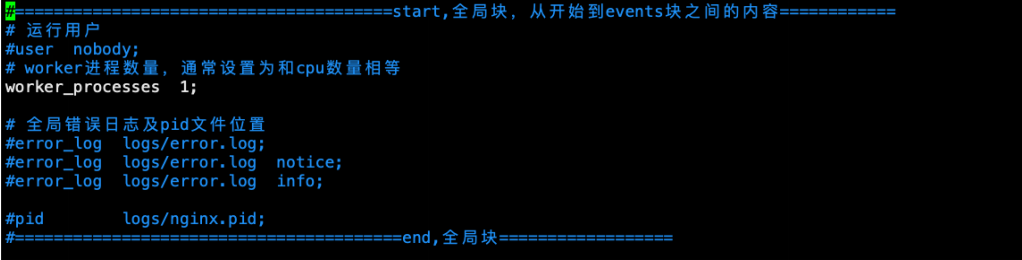 #=======================================start,全局块，从开始到events块之间的内容============
# 运行用户
#user  nobody;
# worker进程数量，通常设置为和cpu数量相等
worker_processes  1;
# 全局错误日志及pid文件位置
#error_log  logs/error.log;
#error_log  logs/error.log  notice;
#error_log  logs/error.log  info;
#pid        logs/nginx.pid;
#========================================end,全局块==================